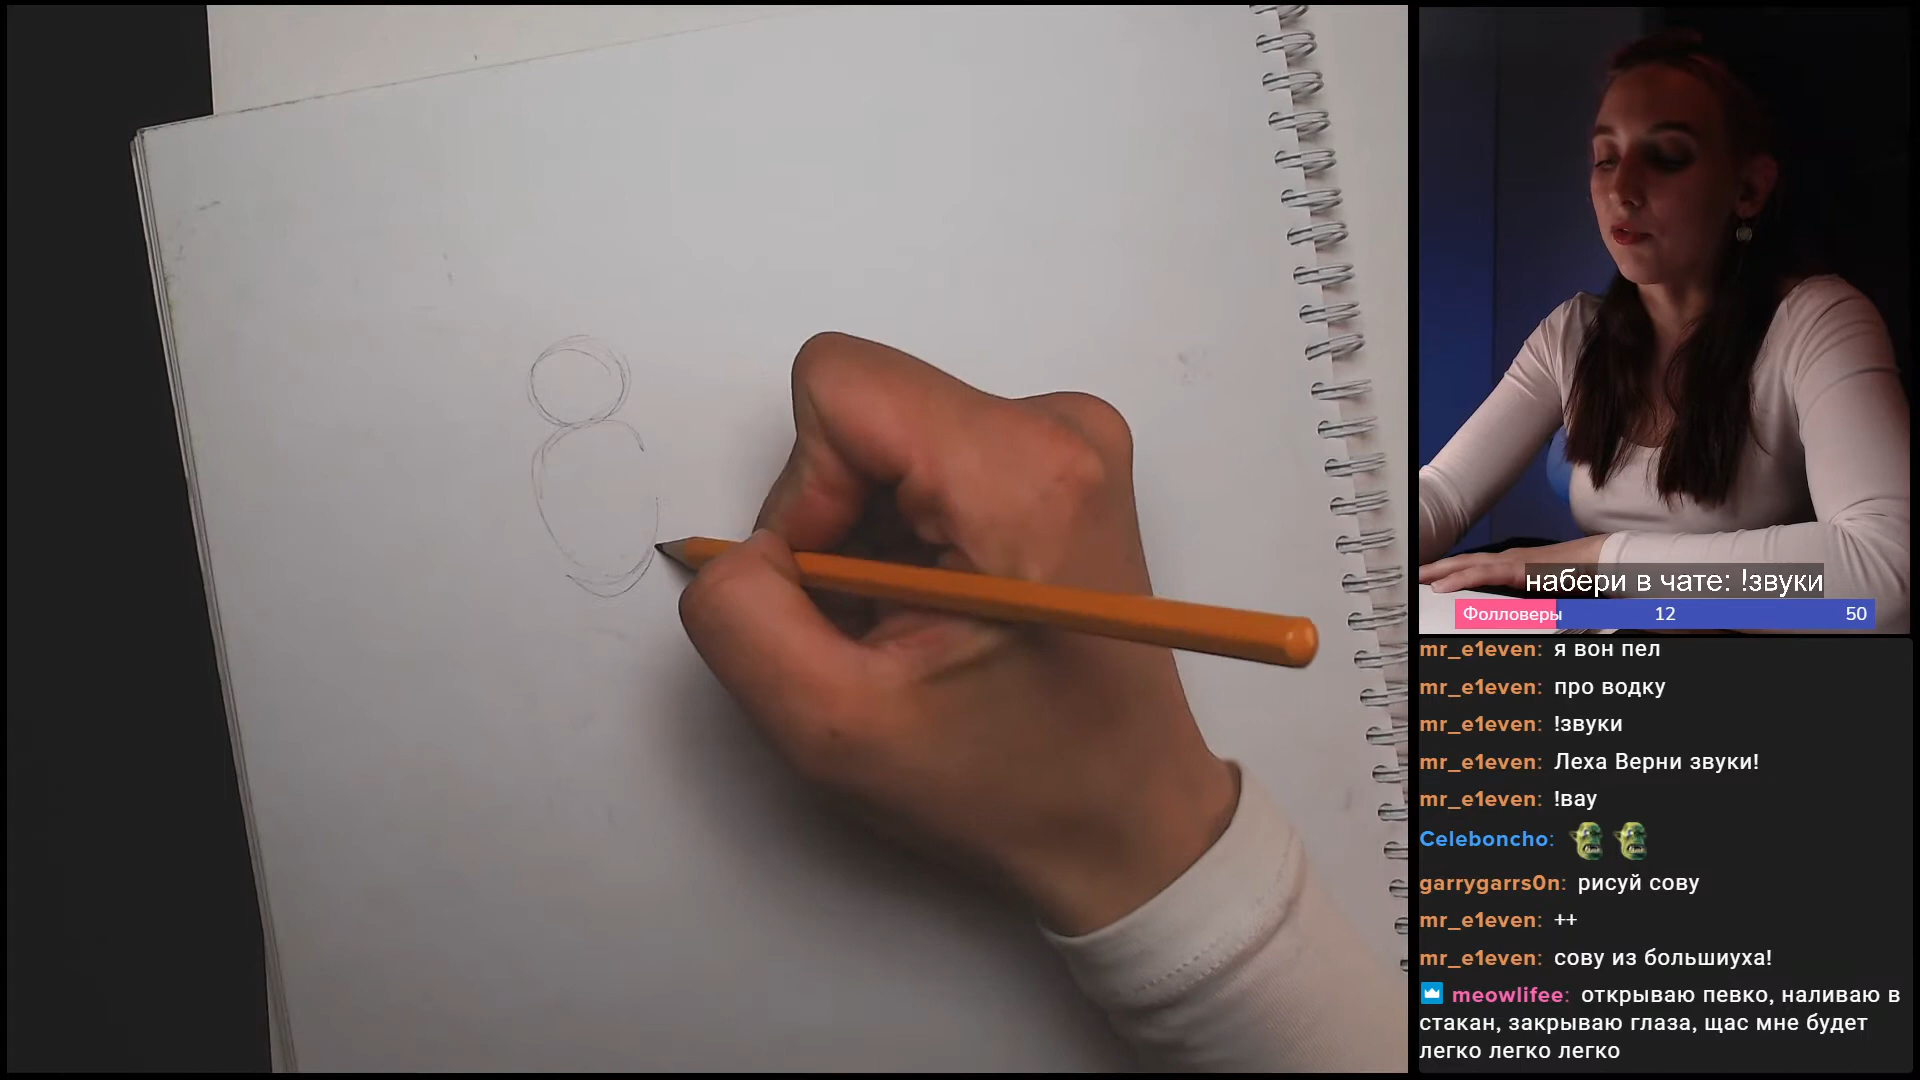 набери в чате: !звуки
Фолловеры 12 50
mr_e1even: я вон пел
mr_e1even: про водку
mr_e1even: !звуки
mr_e1even: Леха Верни звуки!
mr_e1even: !вау
Celeboncho:
garrygarrs0n: рисуй сову
mr_e1even: ++
mr_e1even: сову из большиуха!
meowlifee: открываю певко, наливаю в
стакан, закрываю глаза, щас мне будет
легко легко легко